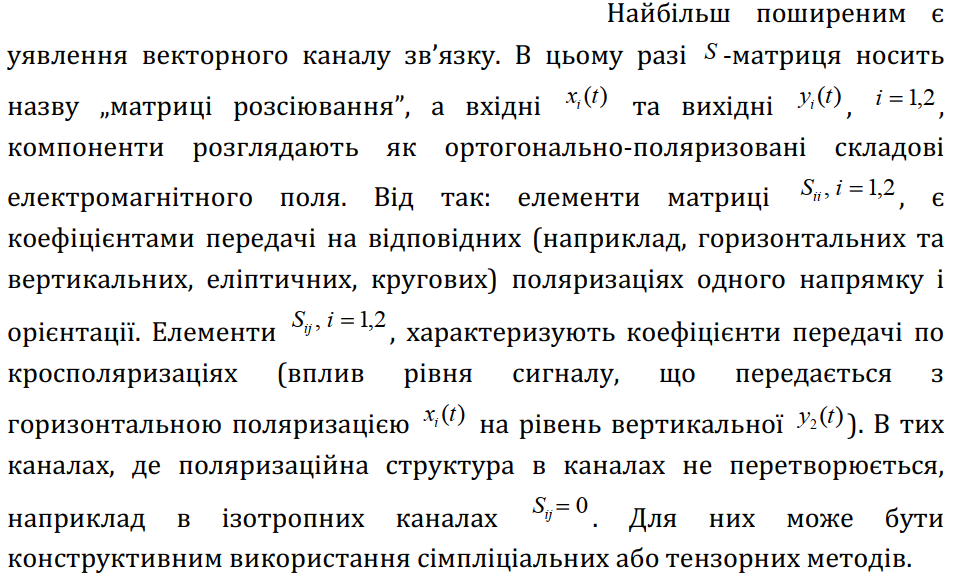 Найбільш поширеним є
уявлення векторного каналу зв’язку. В цьому разі S -матриця носить
назву „матриці розсіювання”, а вхідні xᵢ(t) та вихідні yᵢ(t), i = 1,2,
компоненти розглядають як ортогонально-поляризовані складові
електромагнітного поля. Від так: елементи матриці Sᵢᵢ, i = 1,2, є
коефіцієнтами передачі на відповідних (наприклад, горизонтальних та
вертикальних, еліптичних, кругових) поляризаціях одного напрямку і
орієнтації. Елементи Sᵢⱼ, i = 1,2, характеризують коефіцієнти передачі по
кросполяризаціях (вплив рівня сигналу, що передається з
горизонтальною поляризацією xᵢ(t) на рівень вертикальної y₂(t)). В тих
каналах, де поляризаційна структура в каналах не перетворюється,
наприклад в ізотропних каналах Sᵢⱼ = 0. Для них може бути
конструктивним використання сімпліціальних або тензорних методів.